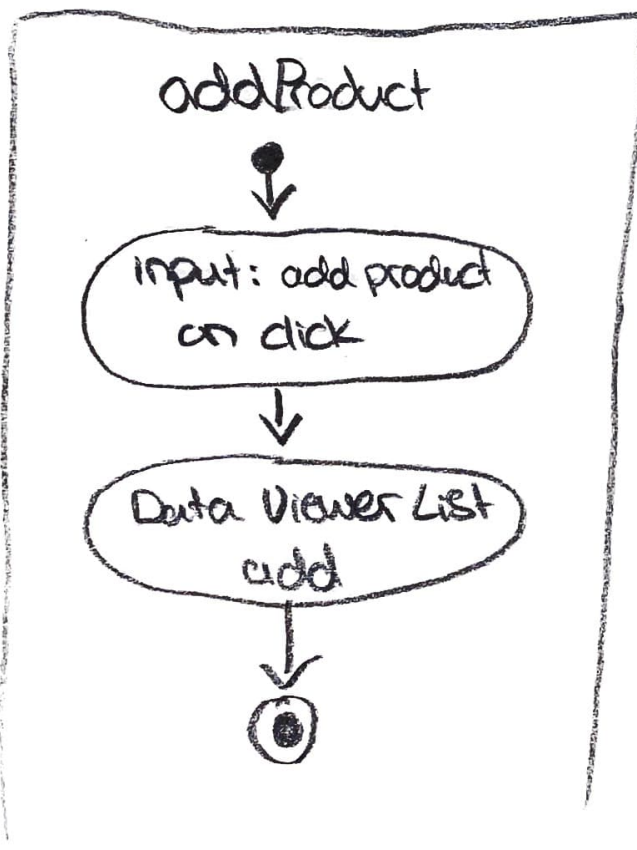 addProduct
input: add product
on click
Data Viewer List
add